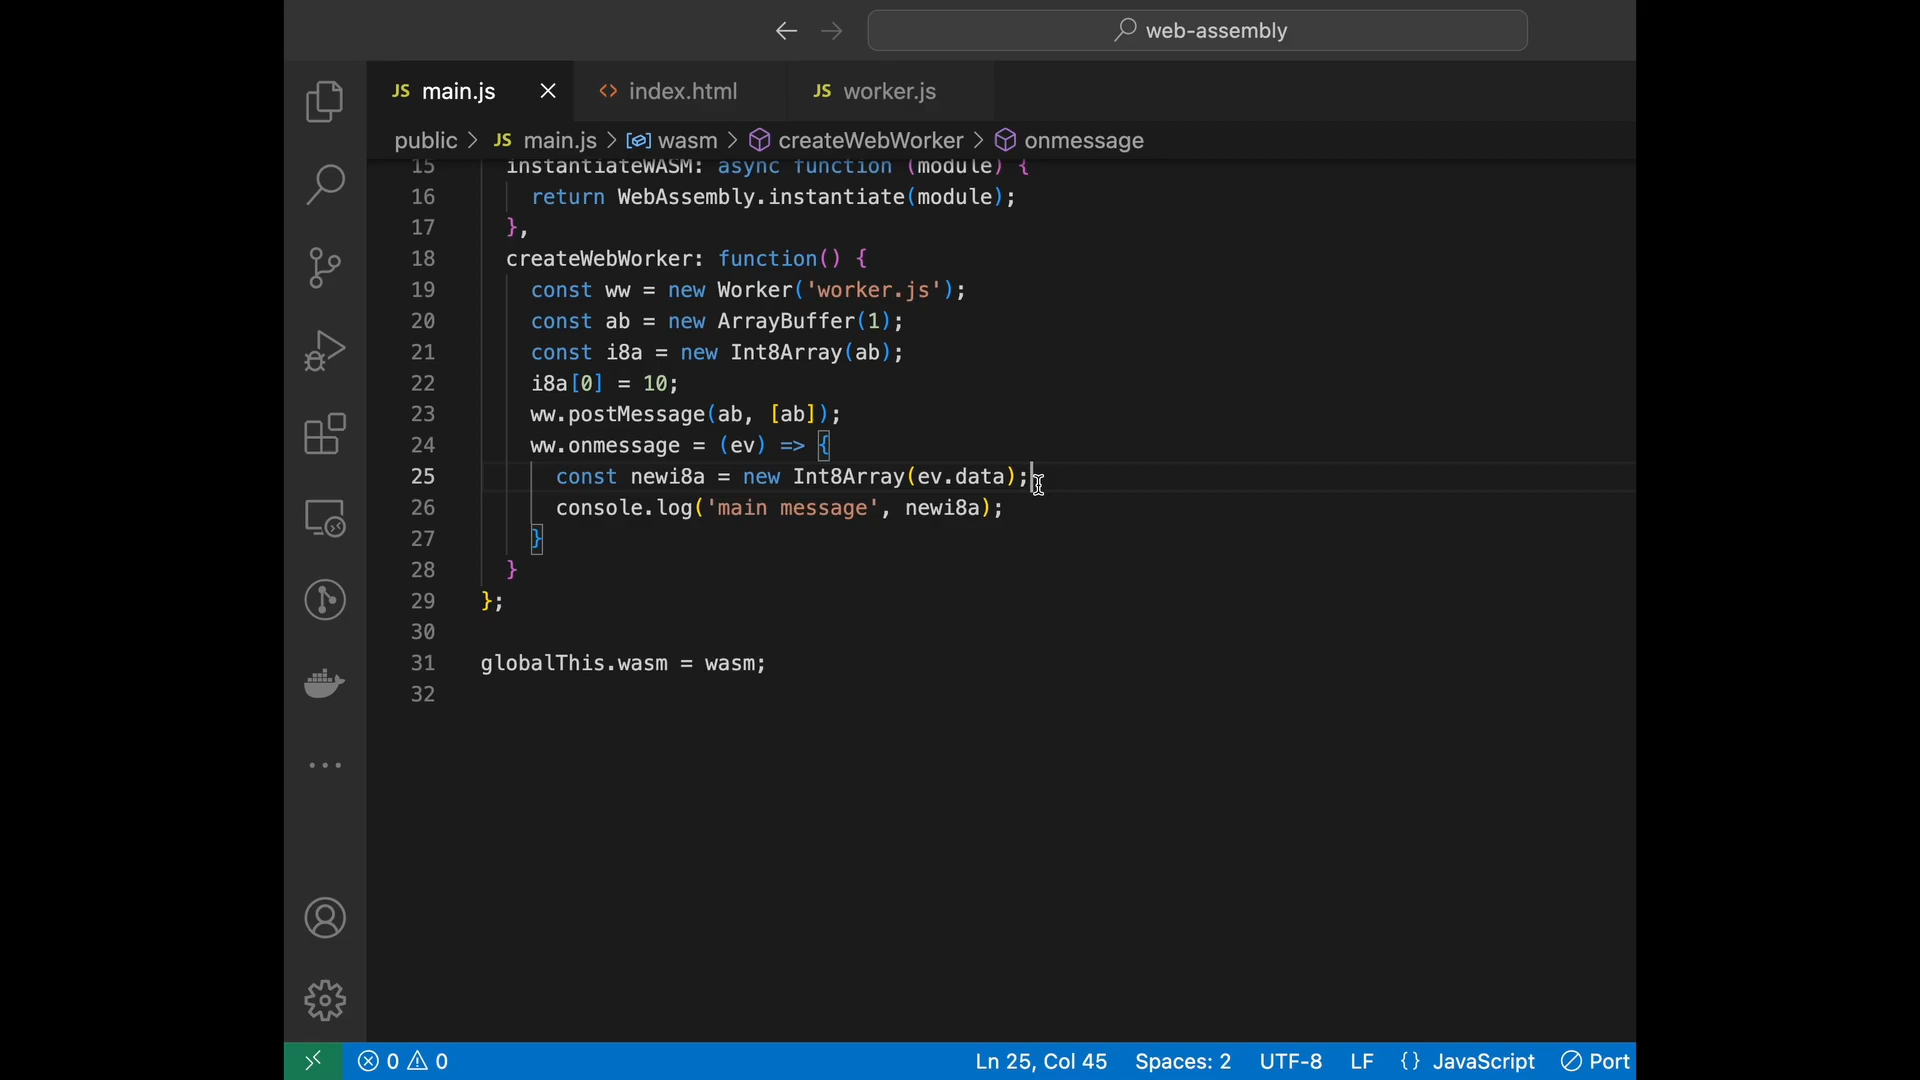 web-assembly
JS main.js
<> index.html
JS worker.js
public > JS main.js > wasm > createWebWorker > onmessage
15 instantiateWASM: async function (module) {
16 return WebAssembly.instantiate(module);
17 },
18 createWebWorker: function() {
19 const ww = new Worker('worker.js');
20 const ab = new ArrayBuffer(1);
21 const i8a = new Int8Array(ab);
22 i8a[0] = 10;
23 ww.postMessage(ab, [ab]);
24 ww.onmessage = (ev) => {
25 const newi8a = new Int8Array(ev.data);
26 console.log('main message', newi8a);
27 }
28 }
29 };
30
31 globalThis.wasm = wasm;
32
0 0 Ln 25, Col 45 Spaces: 2 UTF-8 LF {} JavaScript Port